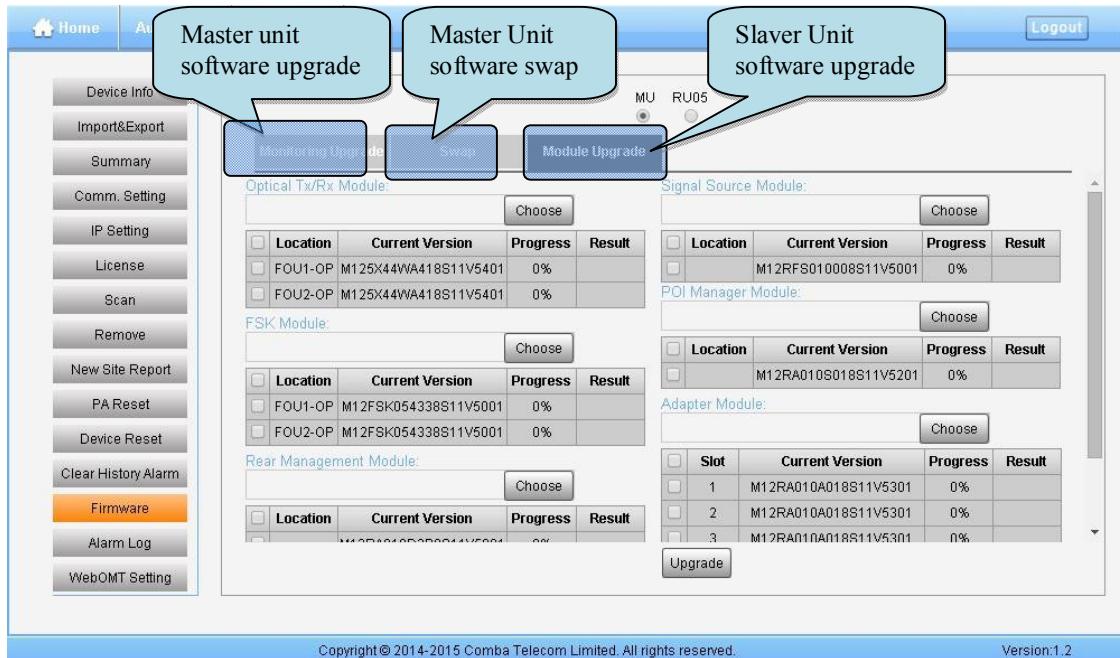 Home
Au
Logout
Master unit
software upgrade
Master Unit
software swap
Slaver Unit
software upgrade
MU RU05
Device Info
Import&Export
Summary
Comm. Setting
IP Setting
License
Scan
Remove
New Site Report
PA Reset
Device Reset
Clear History Alarm
Firmware
Alarm Log
WebOMT Setting
Monitoring Upgrade Swap Module Upgrade
Optical Tx/Rx Module:
Choose
Location Current Version Progress Result
FOU1-OP M125X44WA418S11V5401 0%
FOU2-OP M125X44WA418S11V5401 0%
FSK Module:
Choose
Location Current Version Progress Result
FOU1-OP M12FSK054338S11V5001 0%
FOU2-OP M12FSK054338S11V5001 0%
Rear Management Module:
Choose
Location Current Version Progress Result
0%
Signal Source Module:
Choose
Location Current Version Progress Result
M12RFS010008S11V5001 0%
POI Manager Module:
Choose
Location Current Version Progress Result
M12RA010S018S11V5201 0%
Adapter Module:
Choose
Slot Current Version Progress Result
1 M12RA010A018S11V5301 0%
2 M12RA010A018S11V5301 0%
3 M12RA010A018S11V5301 0%
Upgrade
Copyright © 2014-2015 Comba Telecom Limited. All rights reserved.
Version:1.2